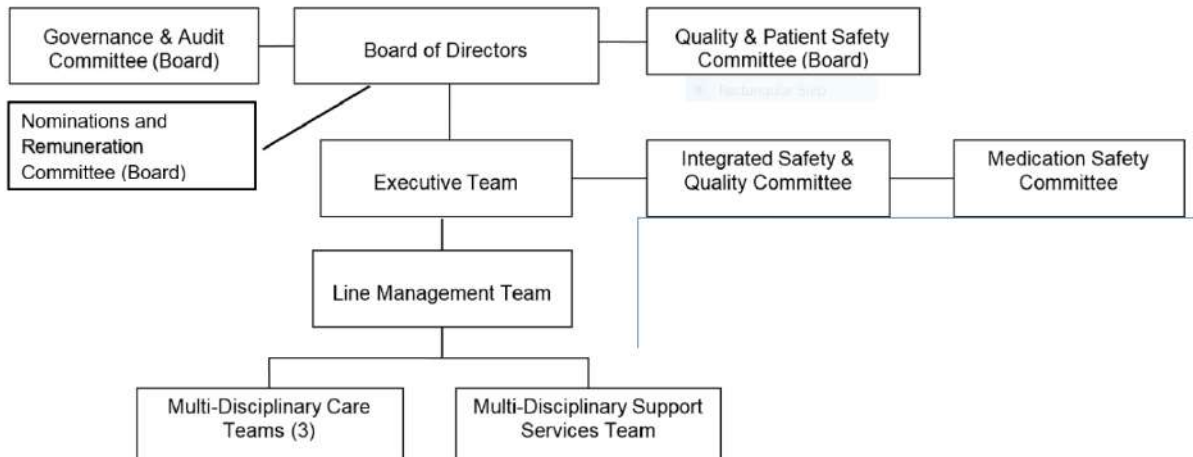 Governance & Audit
Committee (Board)
Board of Directors
Quality & Patient Safety
Committee (Board)
Rectangular Snip
Nominations and
Remuneration
Committee (Board)
Executive Team
Integrated Safety &
Quality Committee
Medication Safety
Committee
Line Management Team
Multi-Disciplinary Care
Teams (3)
Multi-Disciplinary Support
Services Team